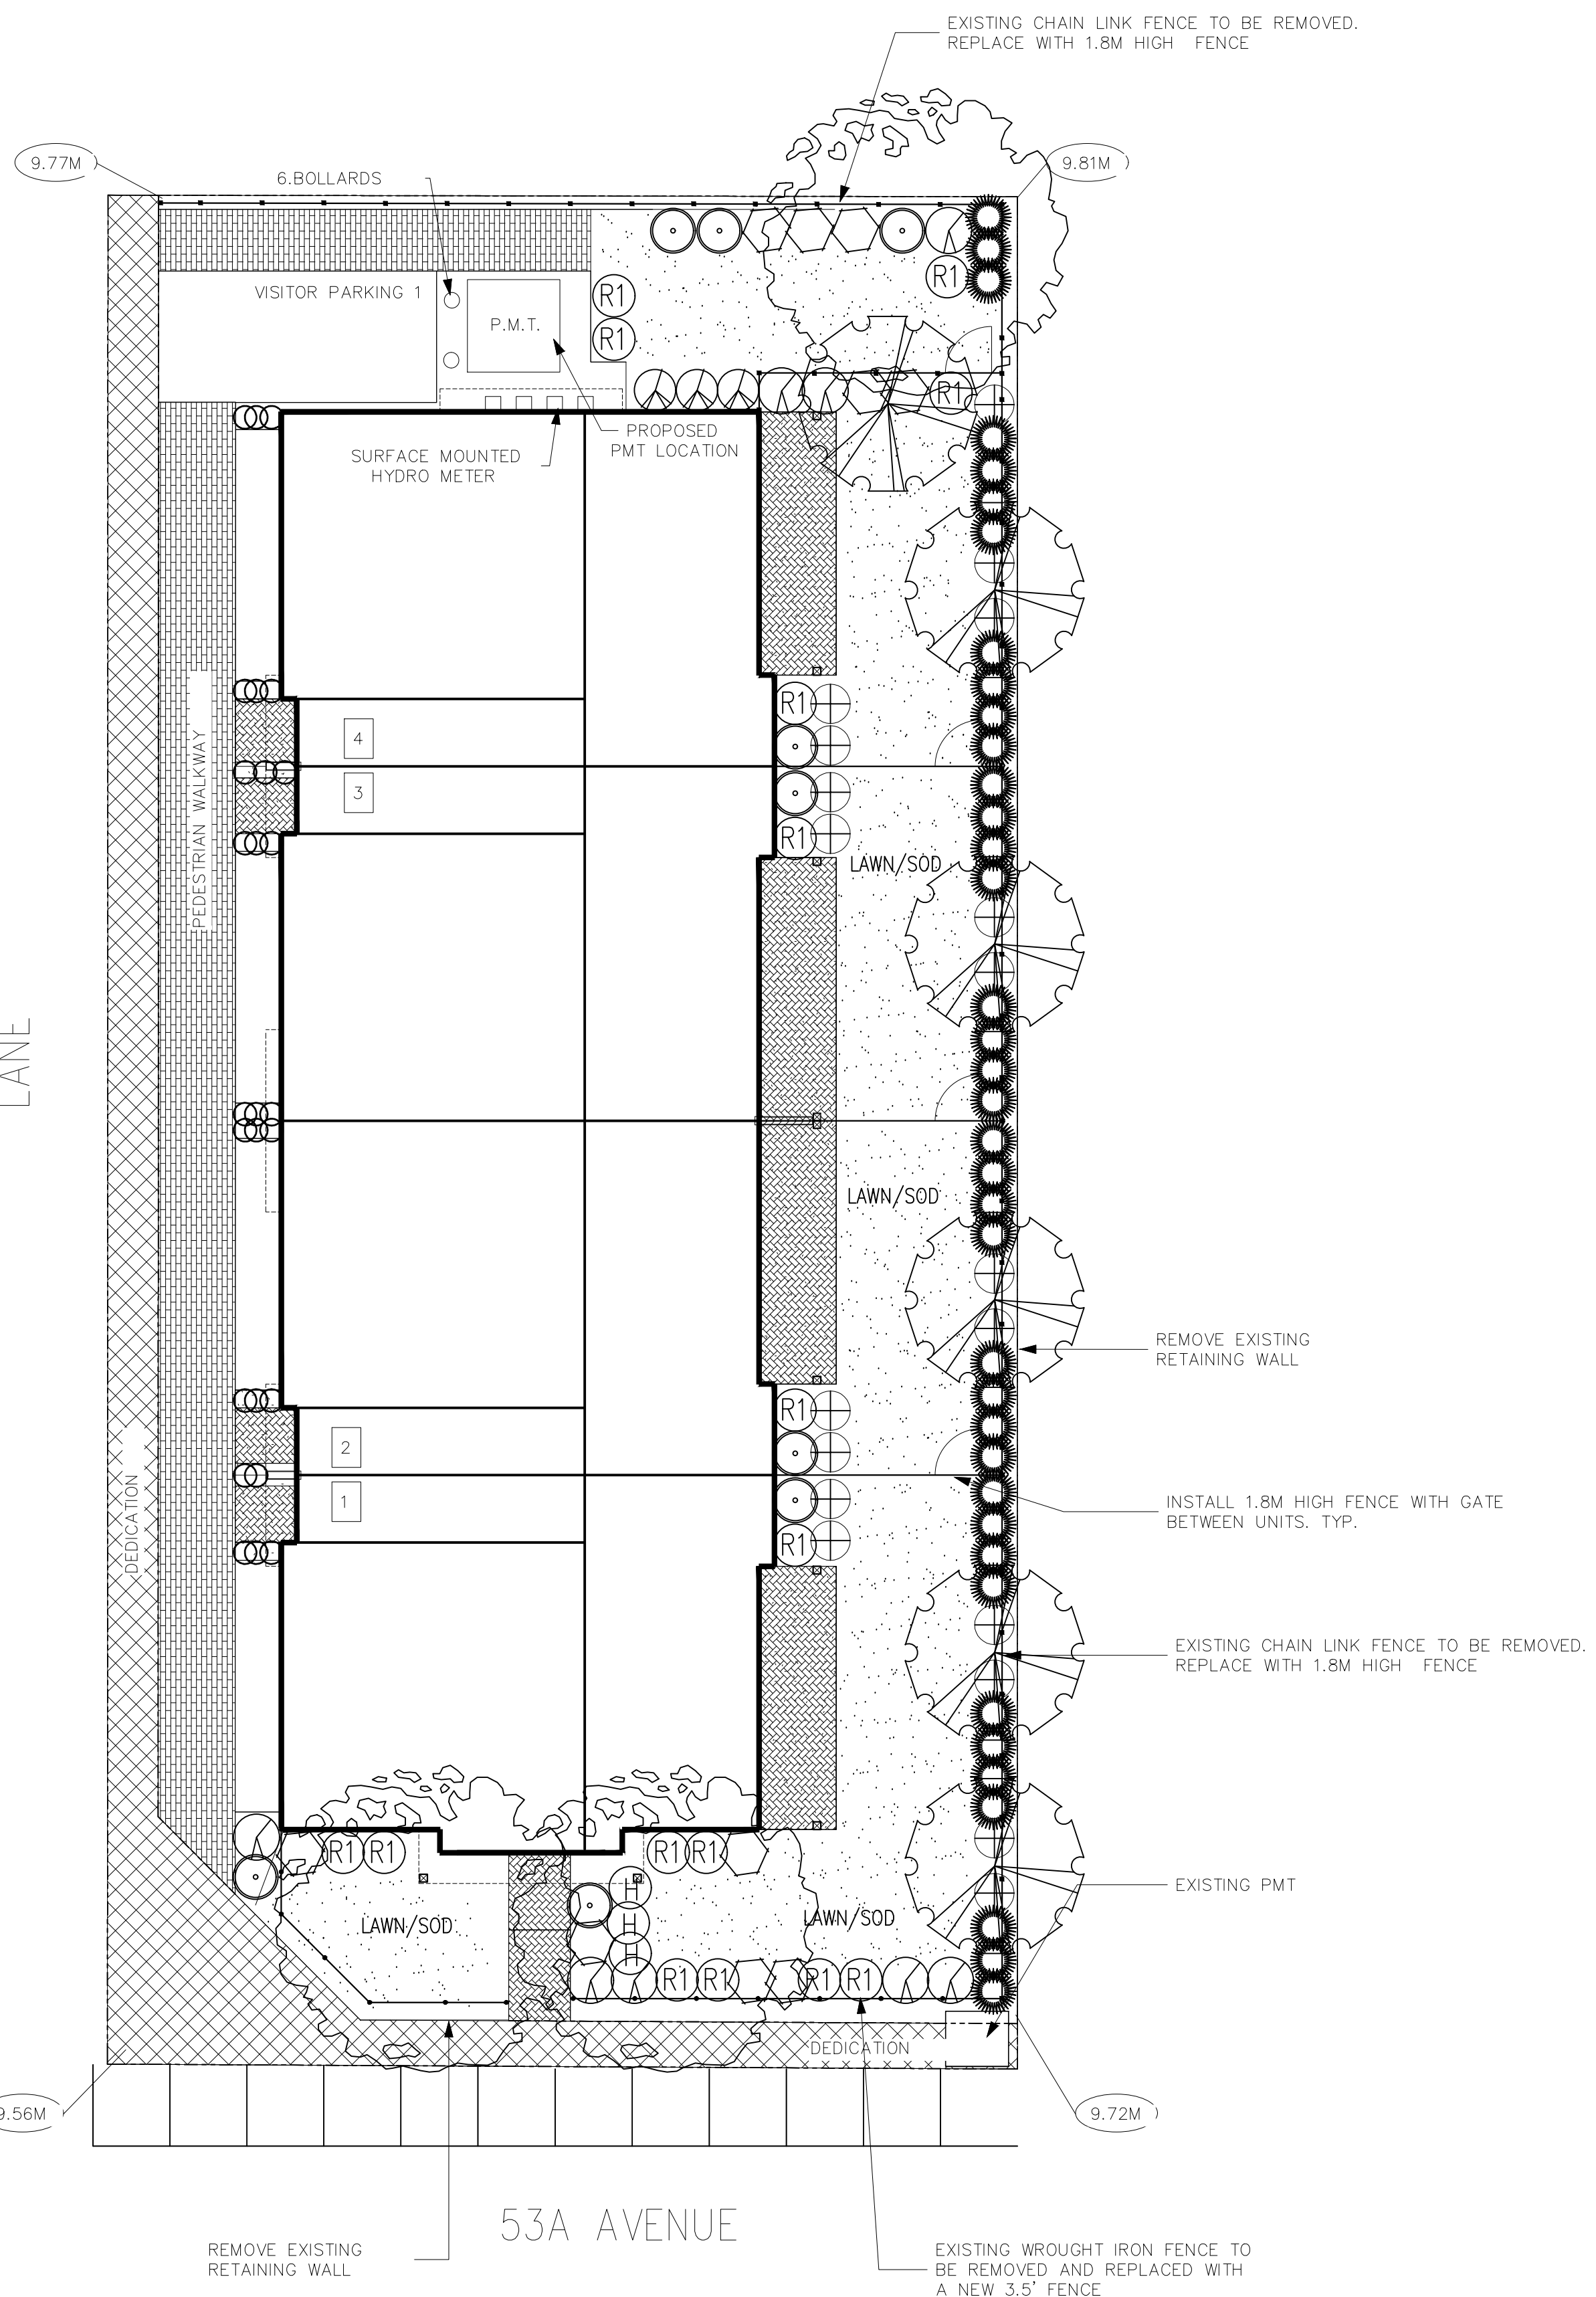 EXISTING CHAIN LINK FENCE TO BE REMOVED.
REPLACE WITH 1.8M HIGH FENCE
9.77M
9.81M
6.BOLLARDS
VISITOR PARKING 1
P.M.T.
R1
R1
R1
R1
PROPOSED
PMT LOCATION
SURFACE MOUNTED
HYDRO METER
PEDESTRIAN WALKWAY
R1
4
3
R1
LAWN/SOD
LANE
LAWN/SOD
REMOVE EXISTING
RETAINING WALL
R1
2
1
R1
DEDICATION
INSTALL 1.8M HIGH FENCE WITH GATE
BETWEEN UNITS. TYP.
EXISTING CHAIN LINK FENCE TO BE REMOVED.
REPLACE WITH 1.8M HIGH FENCE
R1 R1
R1 R1
EXISTING PMT
H
H
H
LAWN/SOD
LAWN/SOD
R1 R1
R1 R1
DEDICATION
9.56M
9.72M
53A AVENUE
REMOVE EXISTING
RETAINING WALL
EXISTING WROUGHT IRON FENCE TO
BE REMOVED AND REPLACED WITH
A NEW 3.5' FENCE